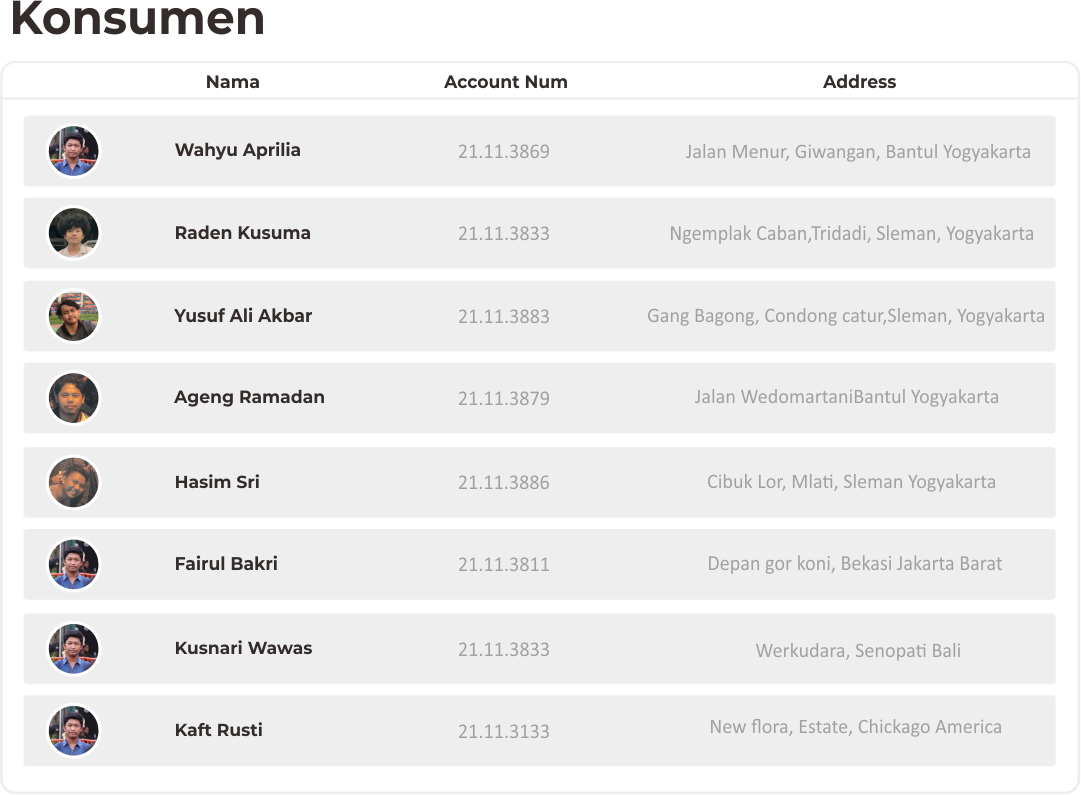 Konsumen
Nama Account Num Address
Wahyu Aprilia 21.11.3869 Jalan Menur, Giwangan, Bantul Yogyakarta
Raden Kusuma 21.11.3833 Ngemplak Caban,Tridadi, Sleman, Yogyakarta
Yusuf Ali Akbar 21.11.3883 Gang Bagong, Condong catur,Sleman, Yogyakarta
Ageng Ramadan 21.11.3879 Jalan WedomartaniBantul Yogyakarta
Hasim Sri 21.11.3886 Cibuk Lor, Mlati, Sleman Yogyakarta
Fairul Bakri 21.11.3811 Depan gor koni, Bekasi Jakarta Barat
Kusnari Wawas 21.11.3833 Werkudara, Senopati Bali
Kaft Rusti 21.11.3133 New flora, Estate, Chickago America